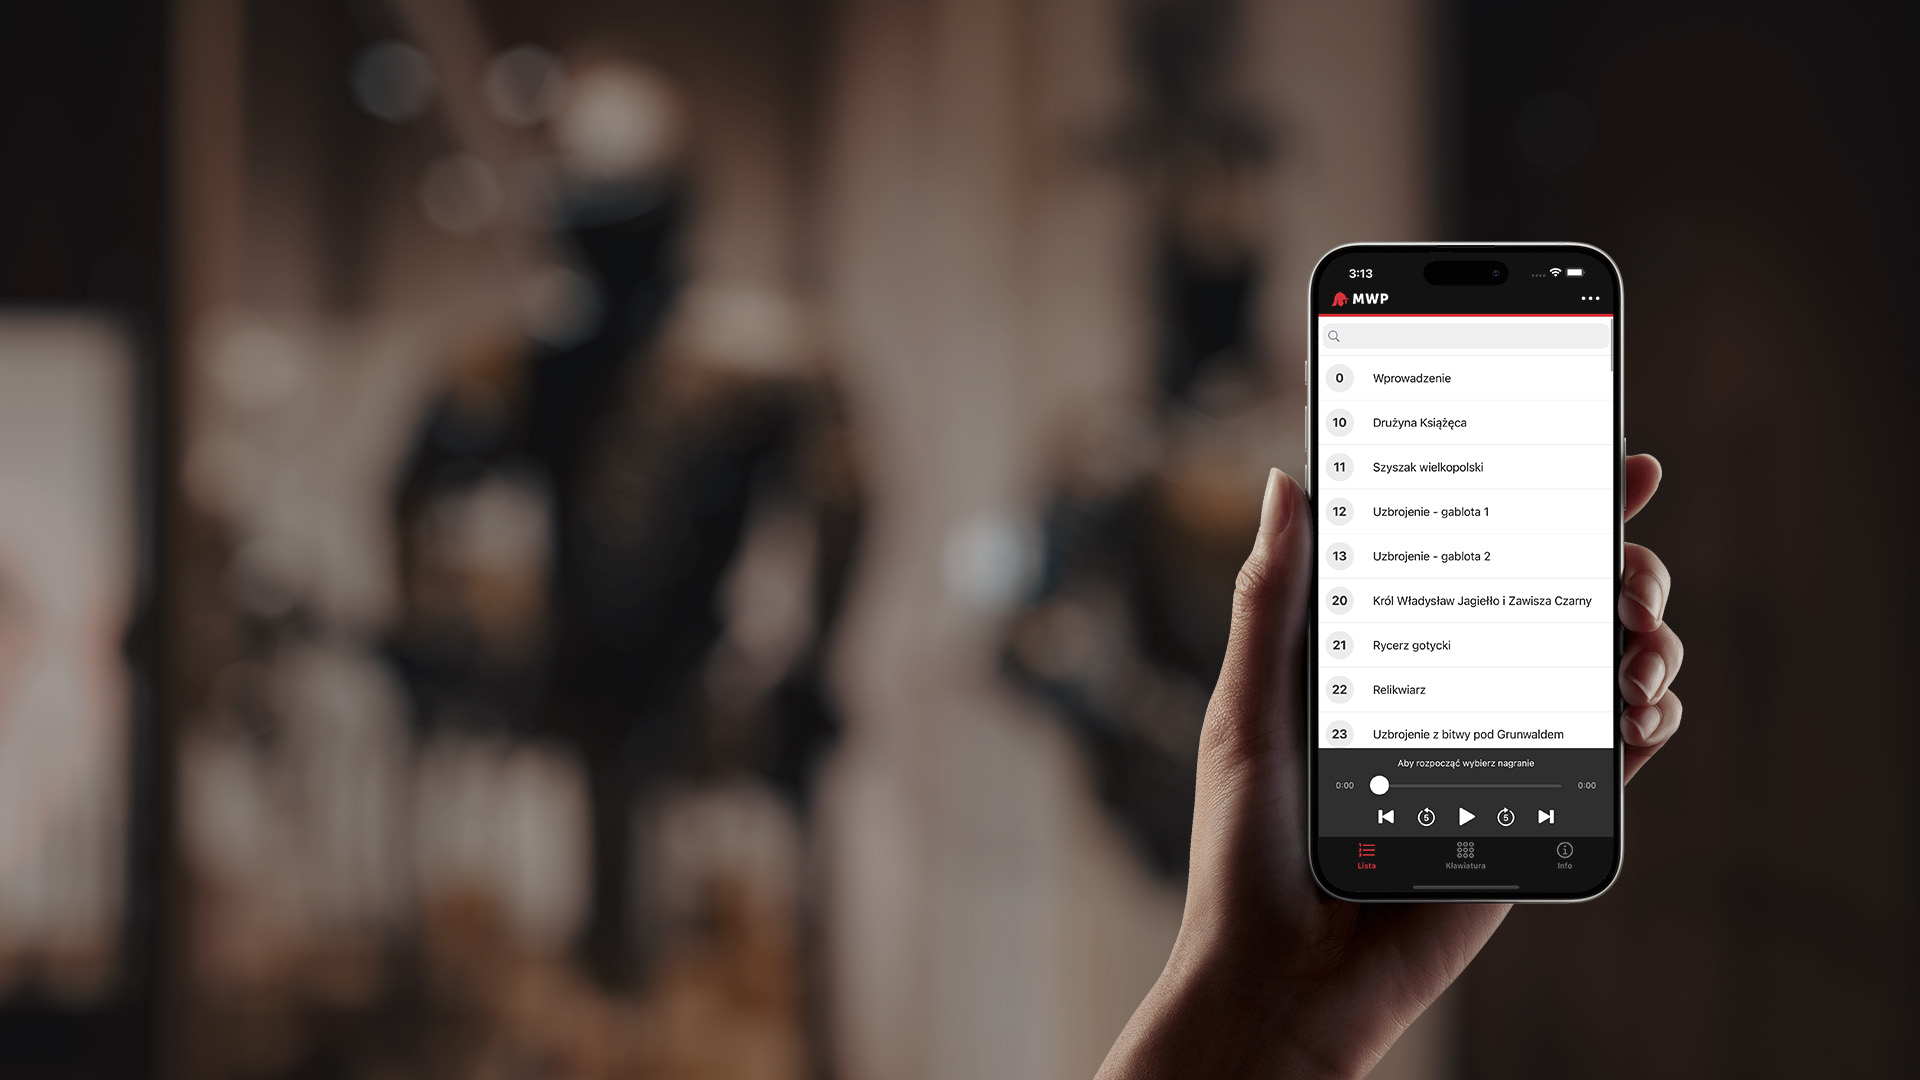 3:13
MWP
0 Wprowadzenie
10 Drużyna Książęca
11 Szyszak wielkopolski
12 Uzbrojenie - gablota 1
13 Uzbrojenie - gablota 2
20 Król Władysław Jagiełło i Zawisza Czarny
21 Rycerz gotycki
22 Relikwiarz
23 Uzbrojenie z bitwy pod Grunwaldem
Aby rozpocząć wybierz nagranie
0:00 0:00
5 5
Lista Klawiatura Info